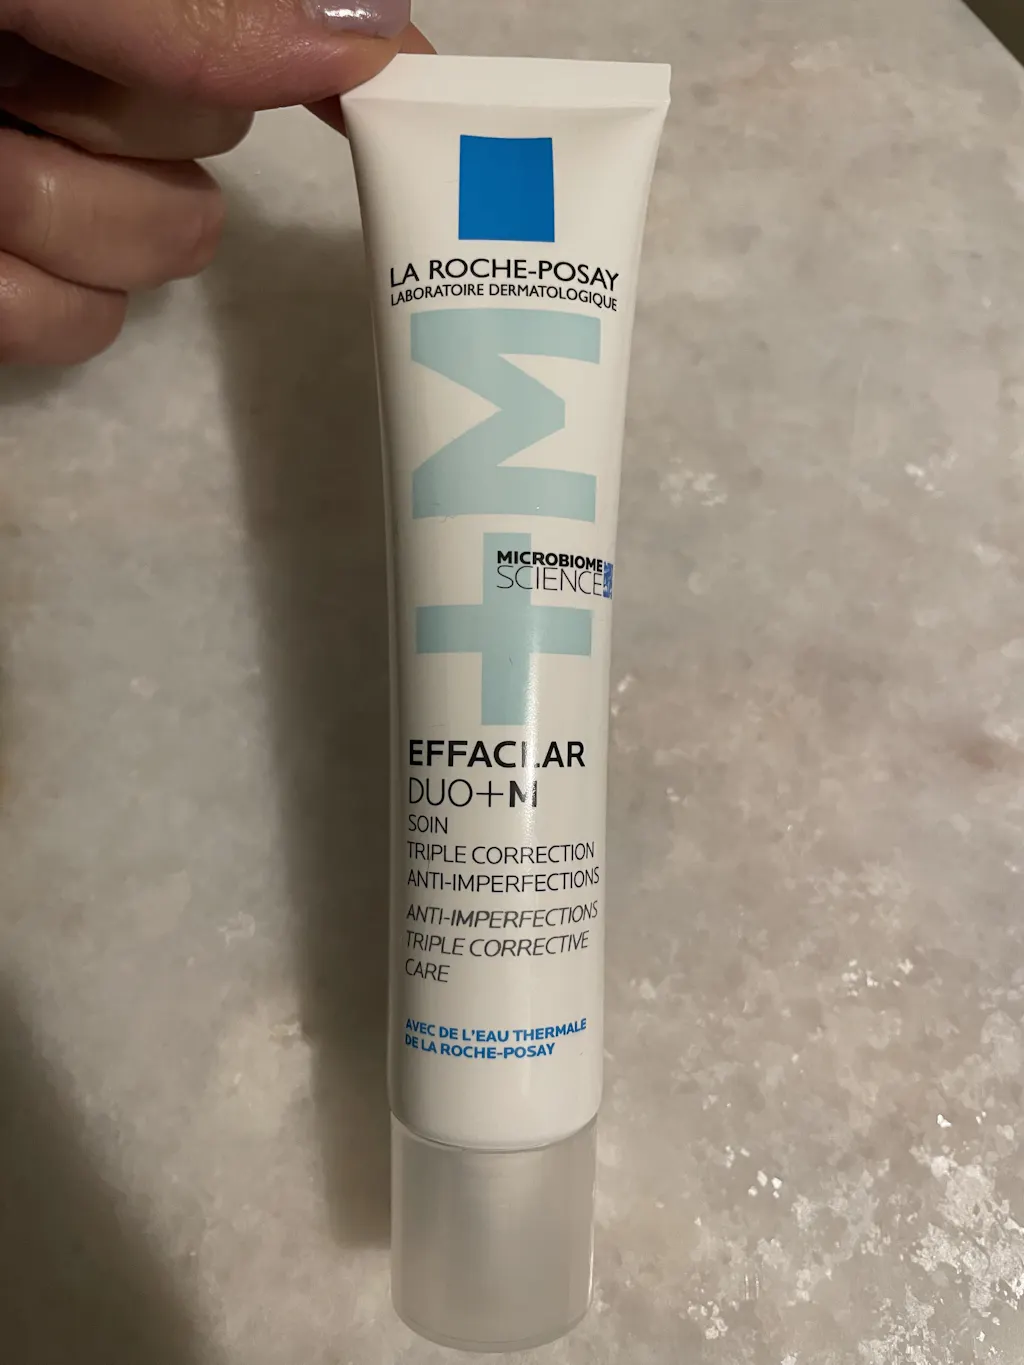 LA ROCHE-POSAY
LABORATOIRE DERMATOLOGIQUE
+M
MICROBIOME
SCIENCE
EFFACLAR
DUO+M
SOIN
TRIPLE CORRECTION
ANTI-IMPERFECTIONS
ANTI-IMPERFECTIONS
TRIPLE CORRECTIVE
CARE
AVEC DE L'EAU THERMALE
DE LA ROCHE-POSAY